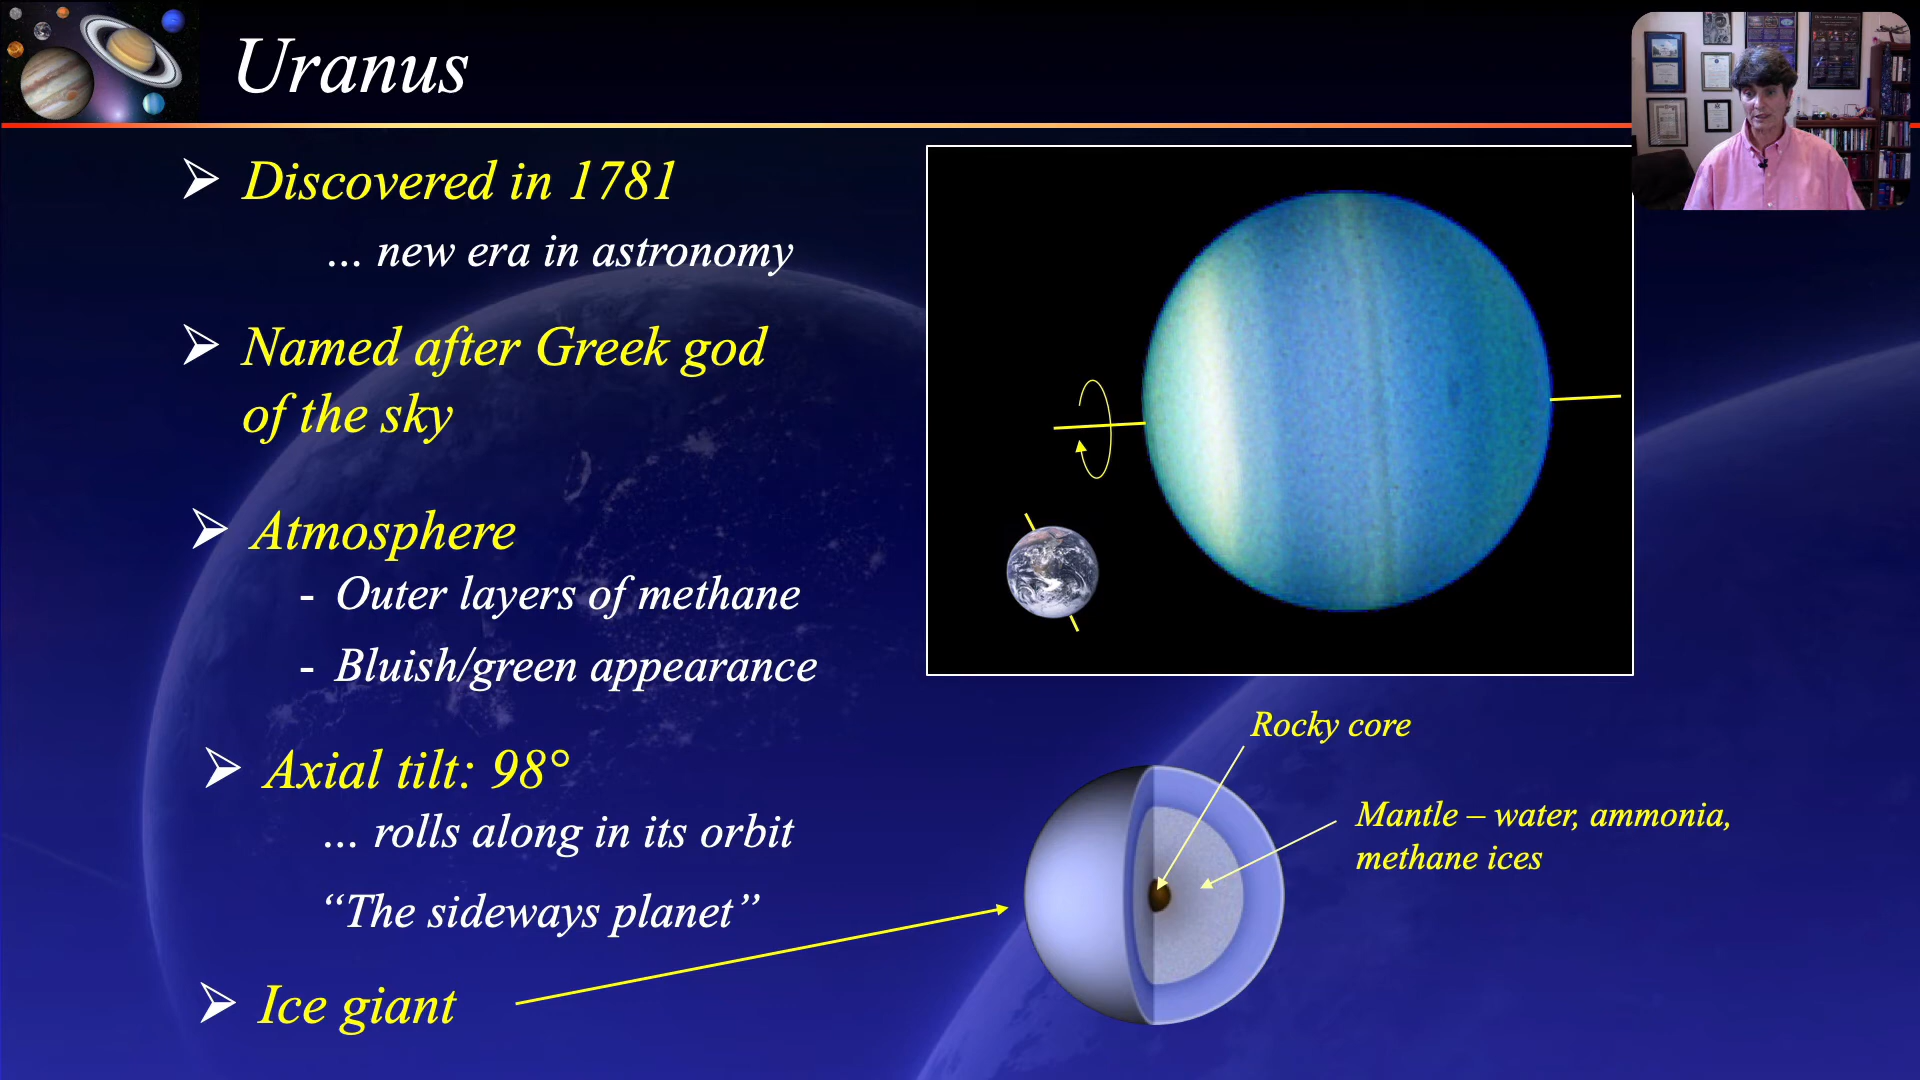 Uranus
Discovered in 1781
... new era in astronomy
Named after Greek god
of the sky
Atmosphere
- Outer layers of methane
- Bluish/green appearance
Axial tilt: 98°
... rolls along in its orbit
“The sideways planet”
Ice giant
Rocky core
Mantle – water, ammonia,
methane ices